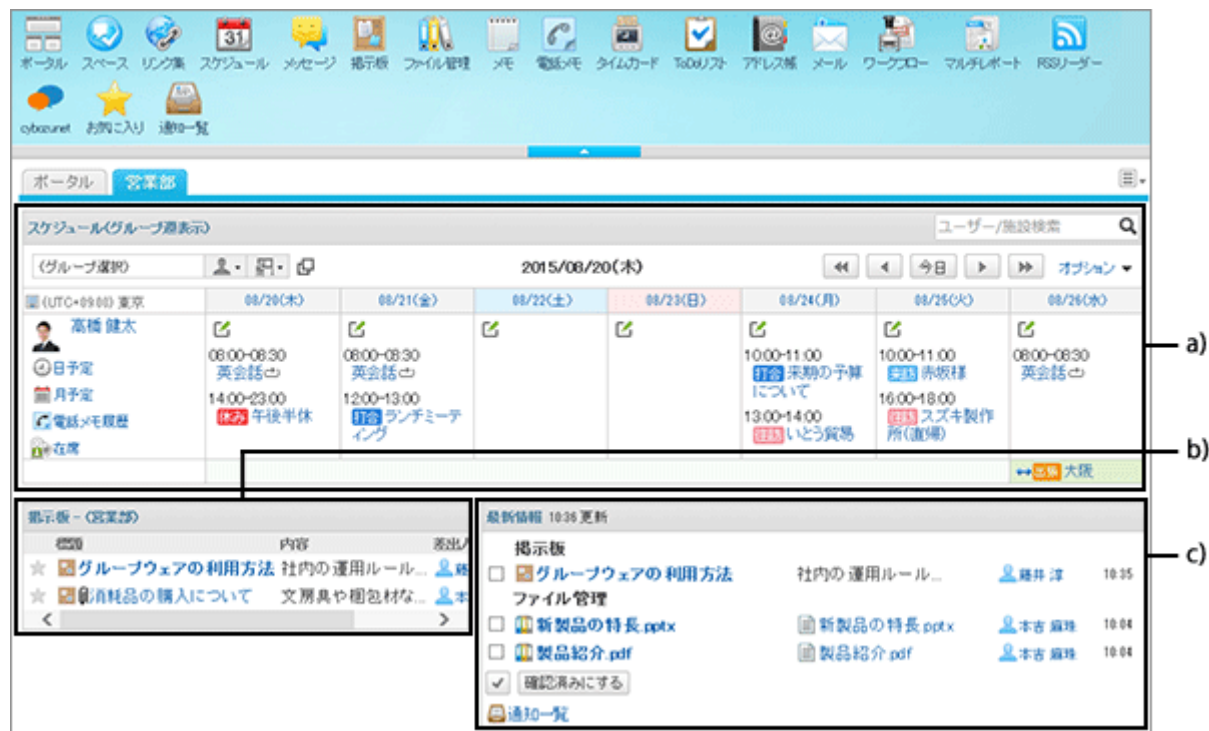 ポータル スペース リンク集 スケジュール メッセージ 掲示板 ファイル管理 メモ 電話メモ タイムカード ToDoリスト アドレス帳 メール ワークフロー マルチレポート RSSリーダー
31
cybozunet お気に入り 通知一覧
ポータル 営業部
スケジュール(グループ週表示) ユーザー/施設検索
(グループ選択) 2015/08/20(木) 今日 オプション
(UTC+09:00) 東京 08/20(木) 08/21(金) 08/22(土) 08/23(日) 08/24(月) 08/25(火) 08/26(水)
高橋 健太
日予定
月予定
電話メモ履歴
在席
08:00-08:30
英会話
14:00-23:00
休み 午後半休
08:00-08:30
英会話
12:00-13:00
打合 ランチミーテ
ィング
10:00-11:00
打合 来期の予算
について
13:00-14:00
往訪 いとう貿易
10:00-11:00
来訪 赤坂様
16:00-18:00
往訪 スズキ製作
所(直帰)
08:00-08:30
英会話
出張 大阪
a)
b)
c)
掲示板 - (営業部)
標題 内容 差出人
グループウェアの利用方法 社内の運用ルール... 藤
消耗品の購入について 文房具や梱包材な... 本
最新情報 10:36 更新
掲示板
グループウェアの利用方法 社内の運用ルール... 藤井 淳 10:35
ファイル管理
新製品の特長.pptx 新製品の特長.pptx 本吉 麻珠 10:04
製品紹介.pdf 製品紹介.pdf 本吉 麻珠 10:04
確認済みにする
通知一覧